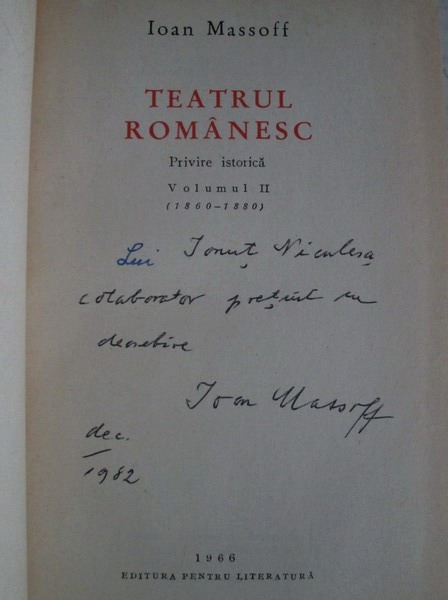 Ioan Massoff
TEATRUL
ROMÂNESC
Privire istorică
Volumul II
(1860-1880)
Lui Ionuț Niculescu
colaborator prețuit cu
deosebire
Ioan Massoff
dec.
1982
1966
EDITURA PENTRU LITERATURĂ